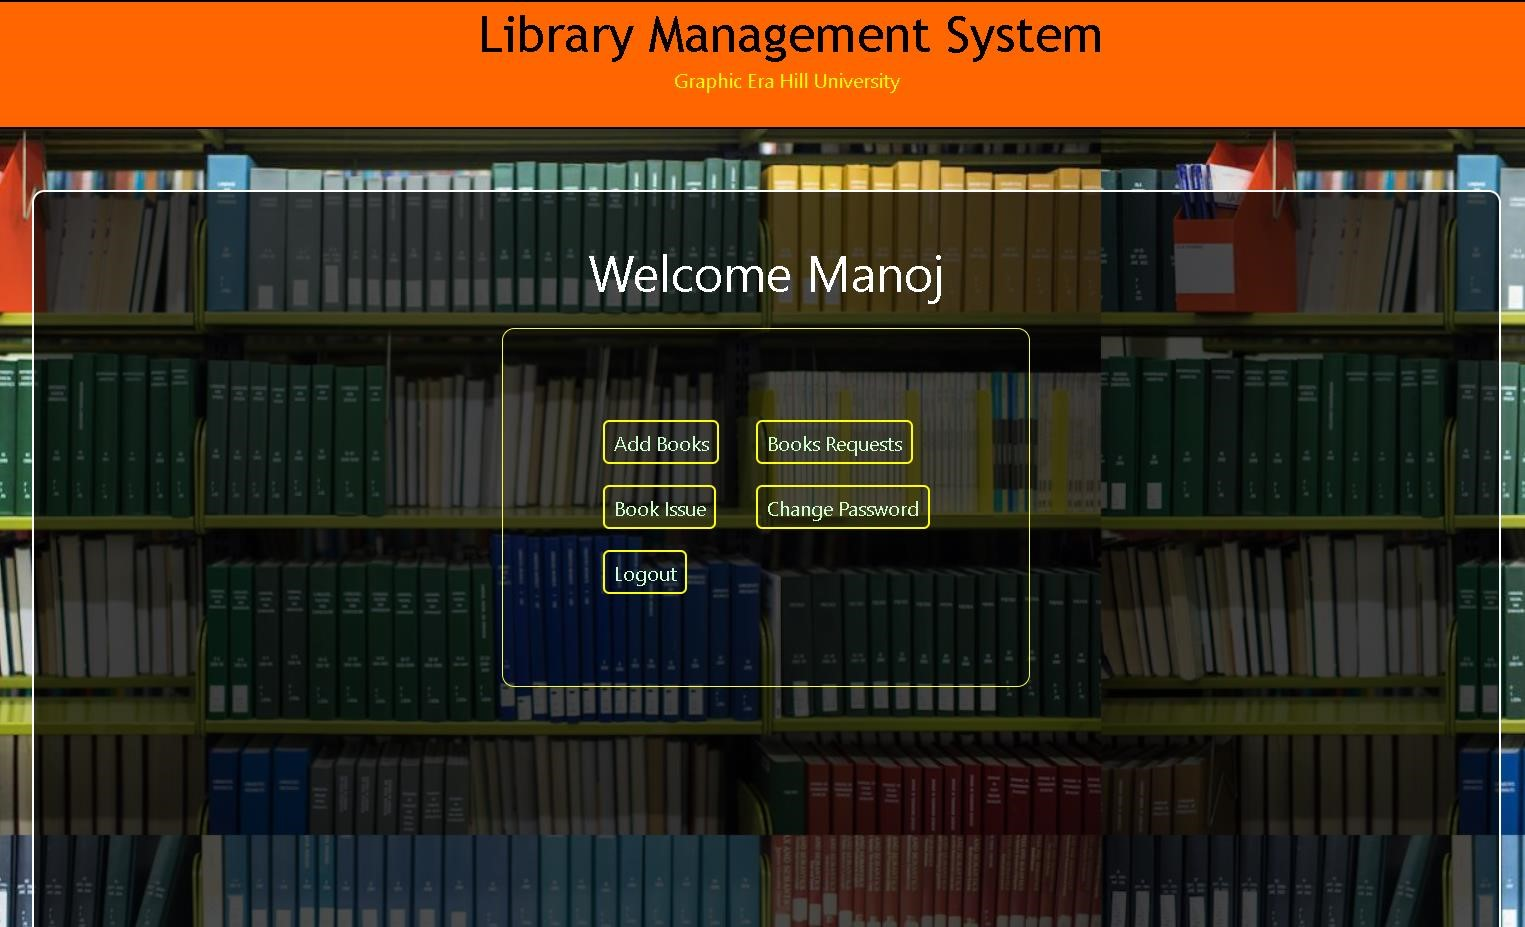 Library Management System
Graphic Era Hill University
Welcome Manoj
Add Books
Books Requests
Book Issue
Change Password
Logout